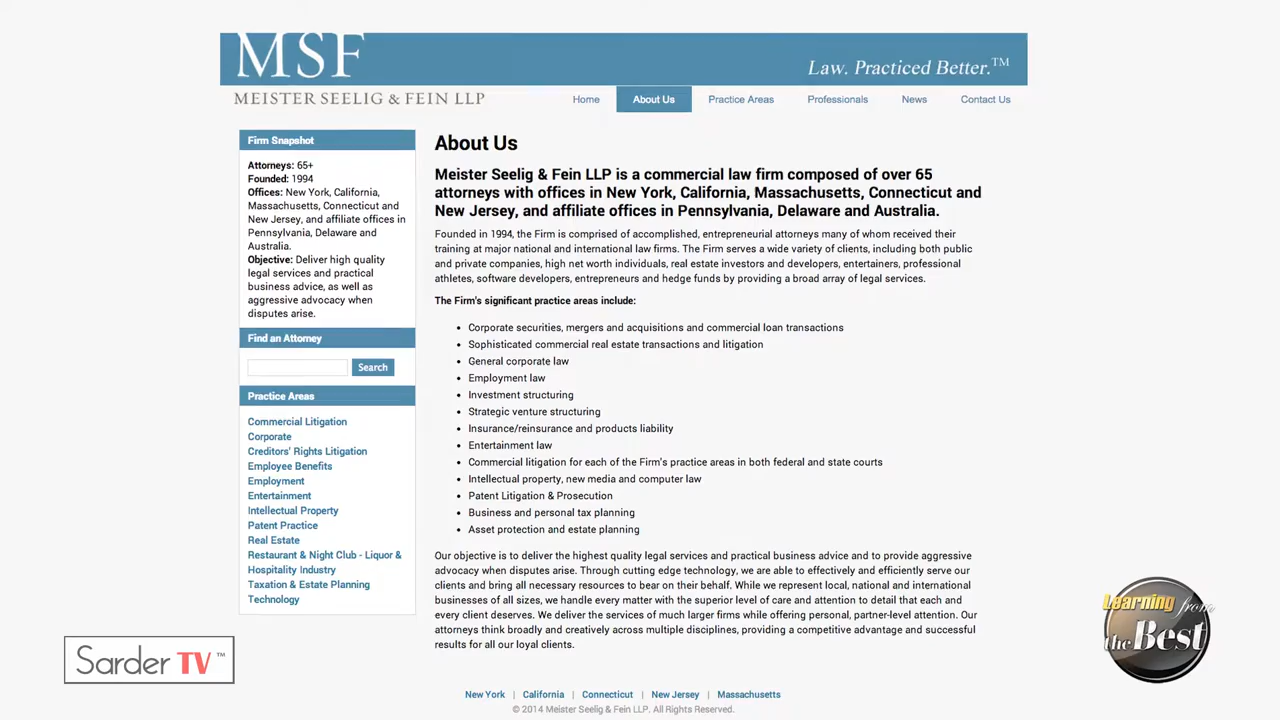 MSF
Law. Practiced Better.™
MEISTER SEELIG & FEIN LLP
Home
About Us
Practice Areas
Professionals
News
Contact Us
Firm Snapshot
Attorneys: 65+
Founded: 1994
Offices: New York, California,
Massachusetts, Connecticut and
New Jersey, and affiliate offices in
Pennsylvania, Delaware and
Australia.
Objective: Deliver high quality
legal services and practical
business advice, as well as
aggressive advocacy when
disputes arise.
Find an Attorney
Search
Practice Areas
Commercial Litigation
Corporate
Creditors' Rights Litigation
Employee Benefits
Employment
Entertainment
Intellectual Property
Patent Practice
Real Estate
Restaurant & Night Club - Liquor &
Hospitality Industry
Taxation & Estate Planning
Technology
About Us
Meister Seelig & Fein LLP is a commercial law firm composed of over 65
attorneys with offices in New York, California, Massachusetts, Connecticut and
New Jersey, and affiliate offices in Pennsylvania, Delaware and Australia.
Founded in 1994, the Firm is comprised of accomplished, entrepreneurial attorneys many of whom received their
training at major national and international law firms. The Firm serves a wide variety of clients, including both public
and private companies, high net worth individuals, real estate investors and developers, entertainers, professional
athletes, software developers, entrepreneurs and hedge funds by providing a broad array of legal services.
The Firm's significant practice areas include:
• Corporate securities, mergers and acquisitions and commercial loan transactions
• Sophisticated commercial real estate transactions and litigation
• General corporate law
• Employment law
• Investment structuring
• Strategic venture structuring
• Insurance/reinsurance and products liability
• Entertainment law
• Commercial litigation for each of the Firm's practice areas in both federal and state courts
• Intellectual property, new media and computer law
• Patent Litigation & Prosecution
• Business and personal tax planning
• Asset protection and estate planning
Our objective is to deliver the highest quality legal services and practical business advice and to provide aggressive
advocacy when disputes arise. Through cutting edge technology, we are able to effectively and efficiently serve our
clients and bring all necessary resources to bear on their behalf. While we represent local, national and international
businesses of all sizes, we handle every matter with the superior level of care and attention to detail that each and
every client deserves. We deliver the services of much larger firms while offering personal, partner-level attention. Our
attorneys think broadly and creatively across multiple disciplines, providing a competitive advantage and successful
results for all our loyal clients.
New York | California | Connecticut | New Jersey | Massachusetts
© 2014 Meister Seelig & Fein LLP. All Rights Reserved.
Sarder TV™
Learning from
the Best